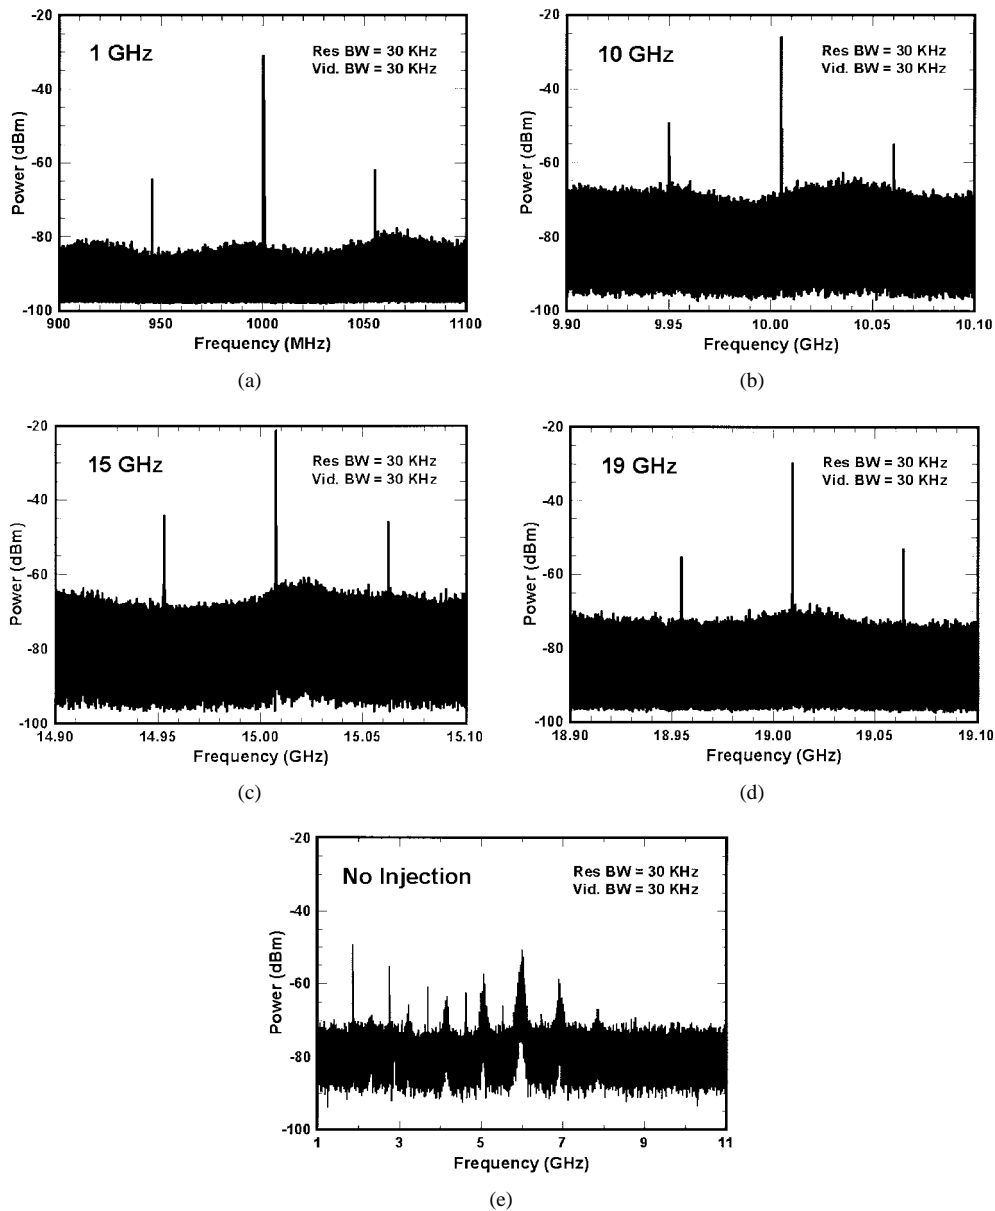 -20
1 GHz
Res BW = 30 KHz
Vid. BW = 30 KHz
-40
Power (dBm)
-60
-80
-100
900 950 1000 1050 1100
Frequency (MHz)
(a)
-20
10 GHz
Res BW = 30 KHz
Vid. BW = 30 KHz
-40
Power (dBm)
-60
-80
-100
9.90 9.95 10.00 10.05 10.10
Frequency (GHz)
(b)
-20
15 GHz
Res BW = 30 KHz
Vid. BW = 30 KHz
-40
Power (dBm)
-60
-80
-100
14.90 14.95 15.00 15.05 15.10
Frequency (GHz)
(c)
-20
19 GHz
Res BW = 30 KHz
Vid. BW = 30 KHz
-40
Power (dBm)
-60
-80
-100
18.90 18.95 19.00 19.05 19.10
Frequency (GHz)
(d)
-20
No Injection
Res BW = 30 KHz
Vid. BW = 30 KHz
-40
Power (dBm)
-60
-80
-100
1 3 5 7 9 11
Frequency (GHz)
(e)